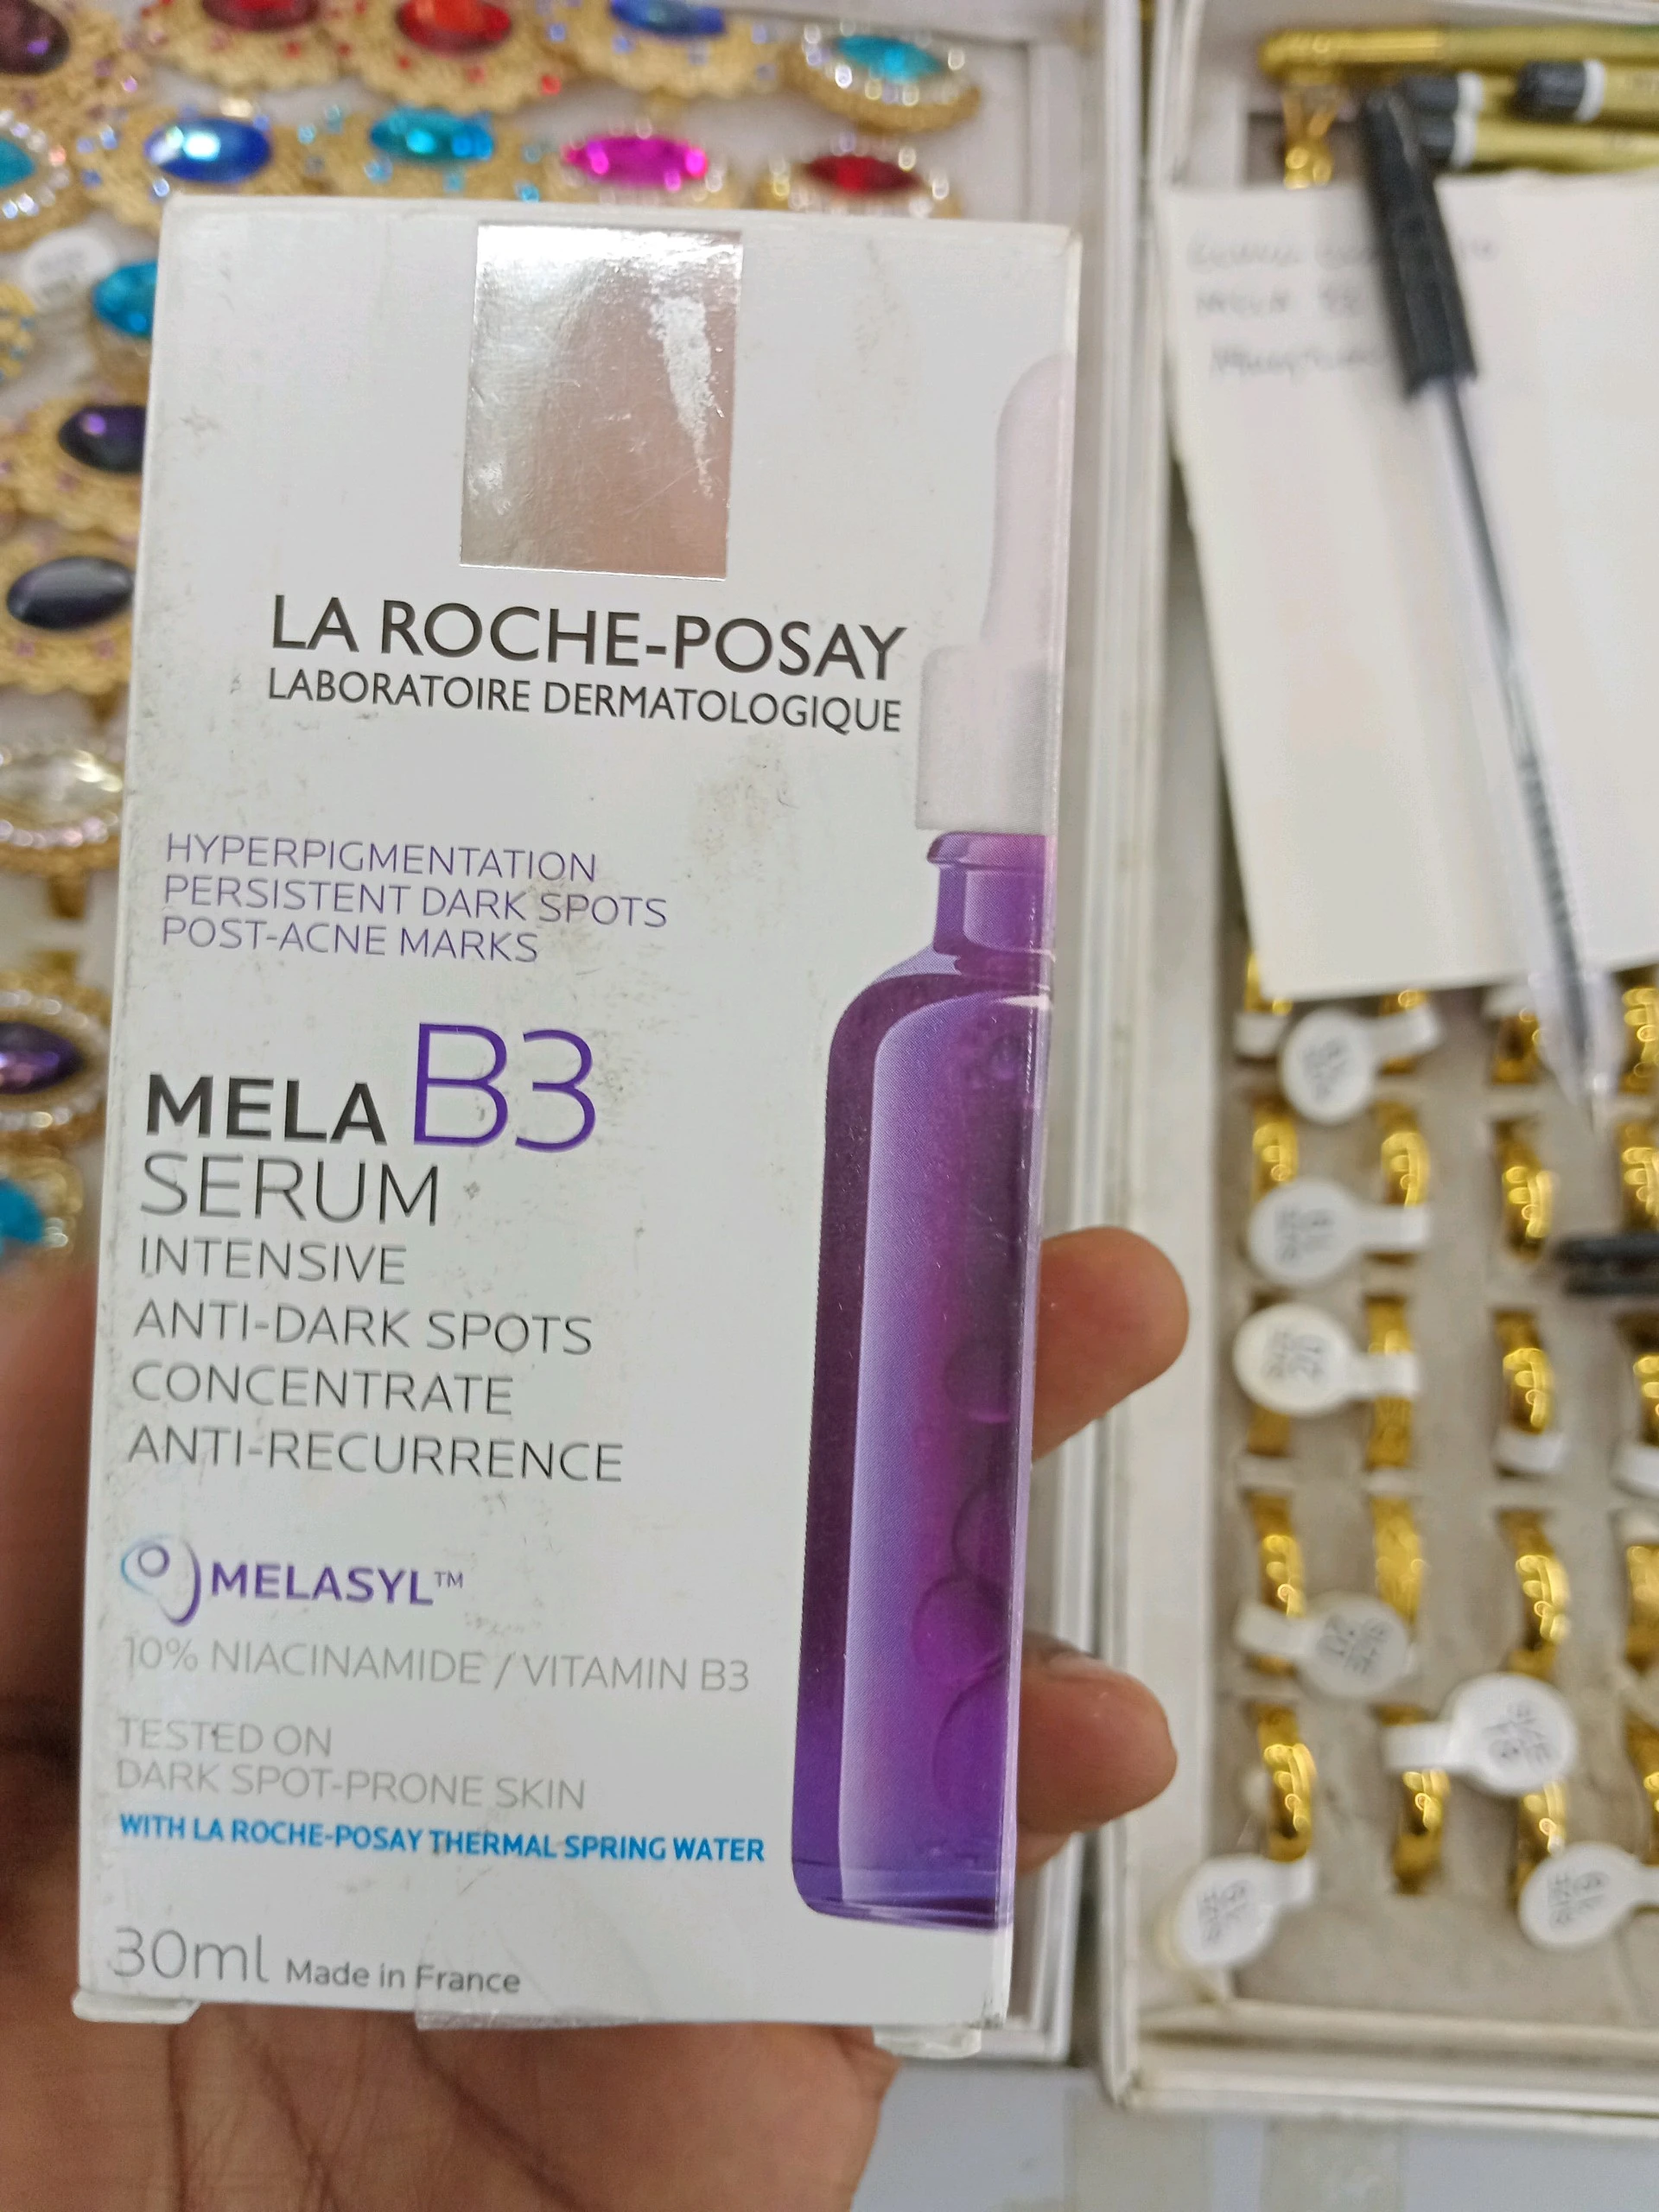 LA ROCHE-POSAY
LABORATOIRE DERMATOLOGIQUE
HYPERPIGMENTATION
PERSISTENT DARK SPOTS
POST-ACNE MARKS
MELA B3
SERUM
INTENSIVE
ANTI-DARK SPOTS
CONCENTRATE
ANTI-RECURRENCE
MELASYL™
10% NIACINAMIDE / VITAMIN B3
TESTED ON
DARK SPOT-PRONE SKIN
WITH LA ROCHE-POSAY THERMAL SPRING WATER
30ml Made in France